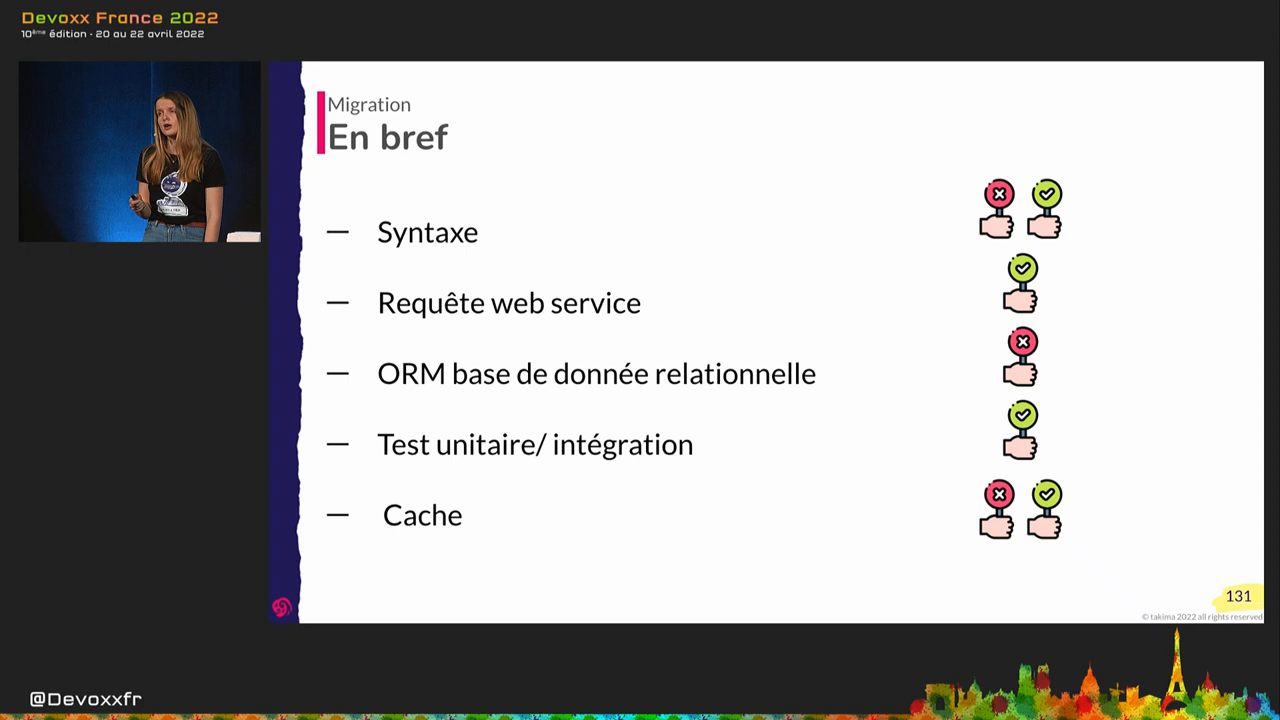 Devoxx France 2022
10ème édition - 20 au 22 avril 2022
Migration
En bref
— Syntaxe
— Requête web service
— ORM base de donnée relationnelle
— Test unitaire/ intégration
— Cache
131
© takima 2022 all rights reserved
@Devoxxfr